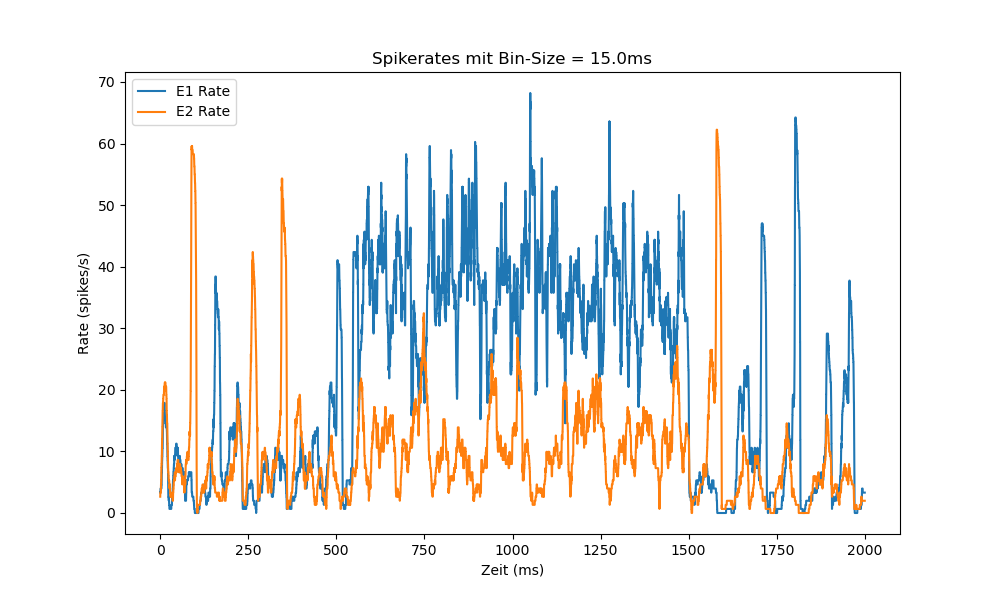 Spikerates mit Bin-Size = 15.0ms
E1 Rate
E2 Rate
70
60
50
40
30
20
10
0
Rate (spikes/s)
0 250 500 750 1000 1250 1500 1750 2000
Zeit (ms)